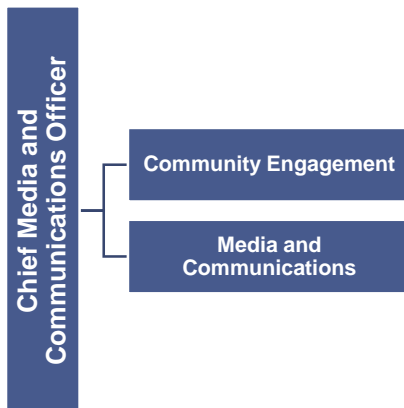 Chief Media and
Communications Officer
Community Engagement
Media and
Communications